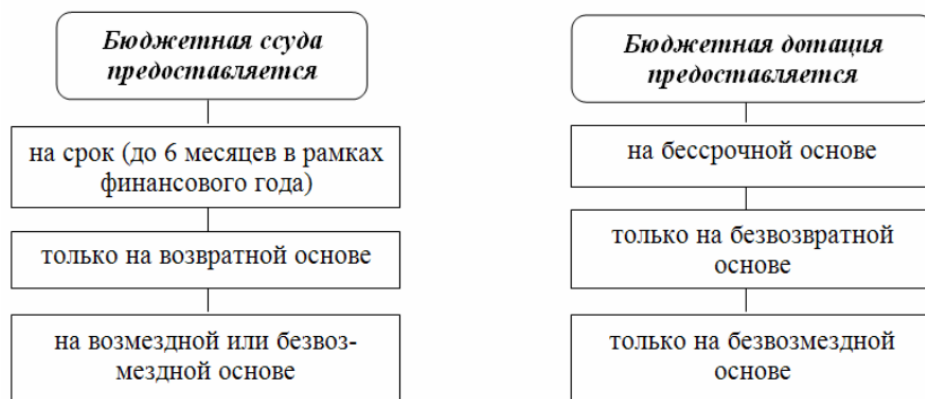 Бюджетная ссуда
предоставляется
на срок (до 6 месяцев в рамках
финансового года)
только на возвратной основе
на возмездной или безвоз-
мездной основе
Бюджетная дотация
предоставляется
на бессрочной основе
только на безвозвратной
основе
только на безвозмездной
основе